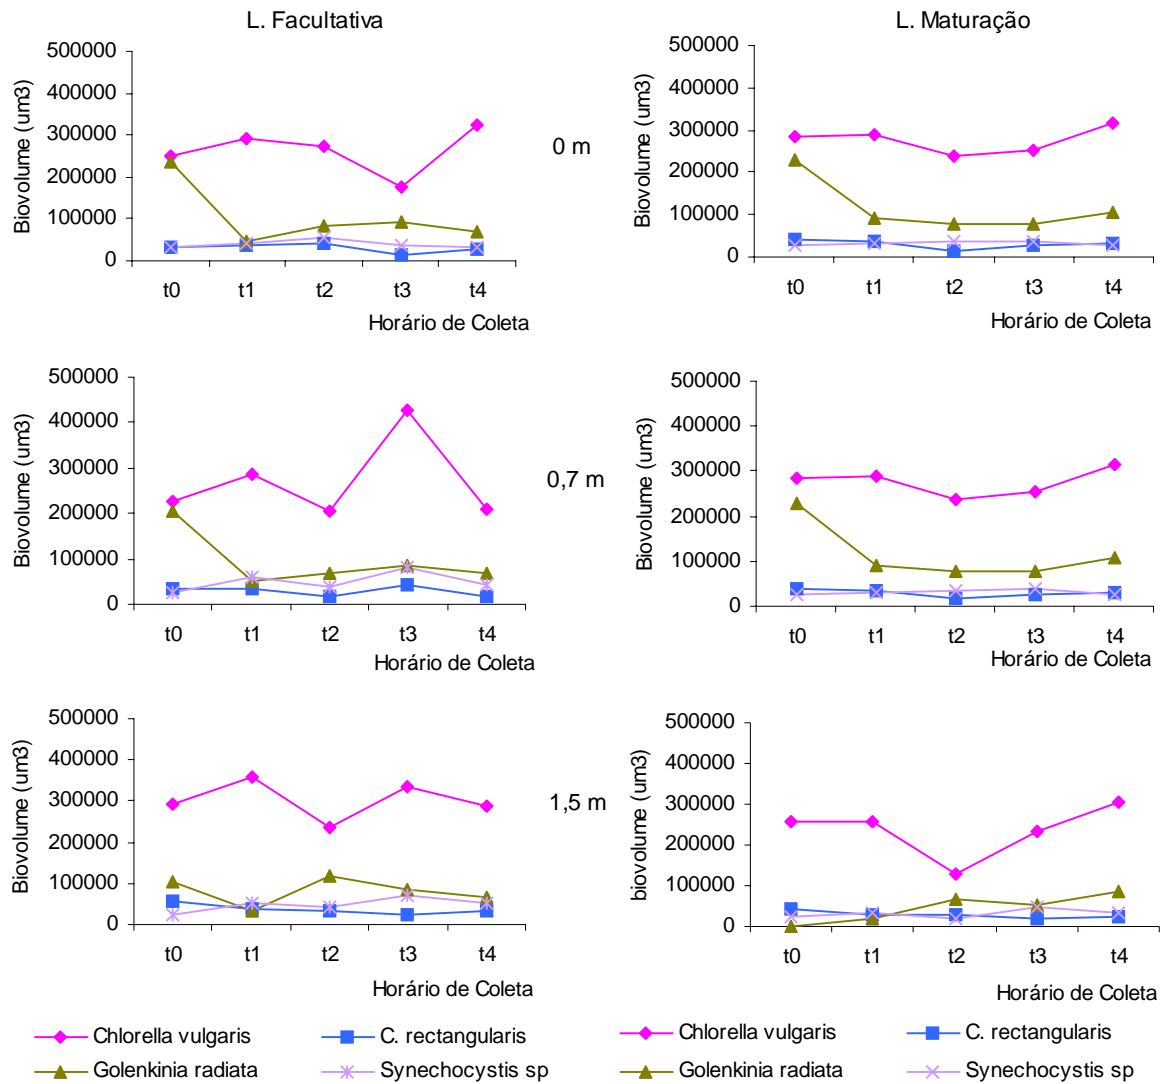 L. Facultativa
L. Maturação
Biovolume (um3)
500000
400000
300000
200000
100000
0
t0 t1 t2 t3 t4
Horário de Coleta
0 m
Biovolume (um3)
500000
400000
300000
200000
100000
0
t0 t1 t2 t3 t4
Horário de Coleta
Biovolume (um3)
500000
400000
300000
200000
100000
0
t0 t1 t2 t3 t4
Horário de Coleta
0,7 m
Biovolume (um3)
500000
400000
300000
200000
100000
0
t0 t1 t2 t3 t4
Horário de Coleta
Biovolume (um3)
500000
400000
300000
200000
100000
0
t0 t1 t2 t3 t4
Horário de Coleta
1,5 m
biovolume (um3)
500000
400000
300000
200000
100000
0
t0 t1 t2 t3 t4
Horário de Coleta
Chlorella vulgaris C. rectangularis
Golenkinia radiata Synechocystis sp
Chlorella vulgaris C. rectangularis
Golenkinia radiata Synechocystis sp